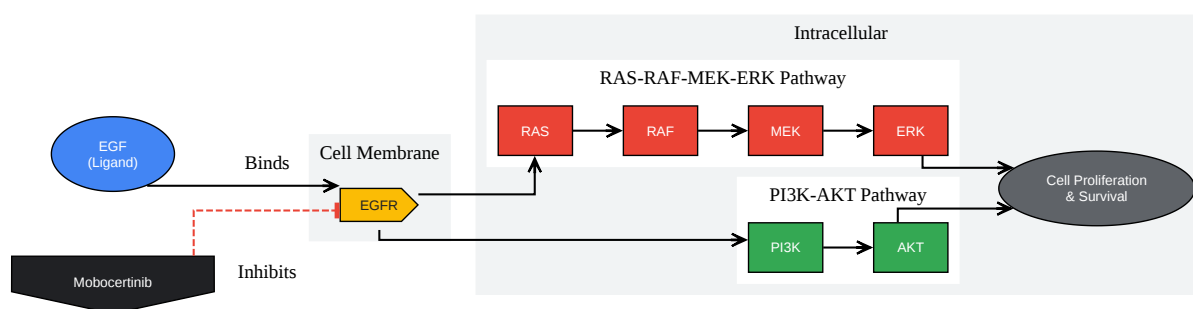 Intracellular
RAS-RAF-MEK-ERK Pathway
RAS
RAF
MEK
ERK
EGF
(Ligand)
Binds
Cell Membrane
EGFR
PI3K-AKT Pathway
PI3K
AKT
Cell Proliferation
& Survival
Mobocertinib
Inhibits